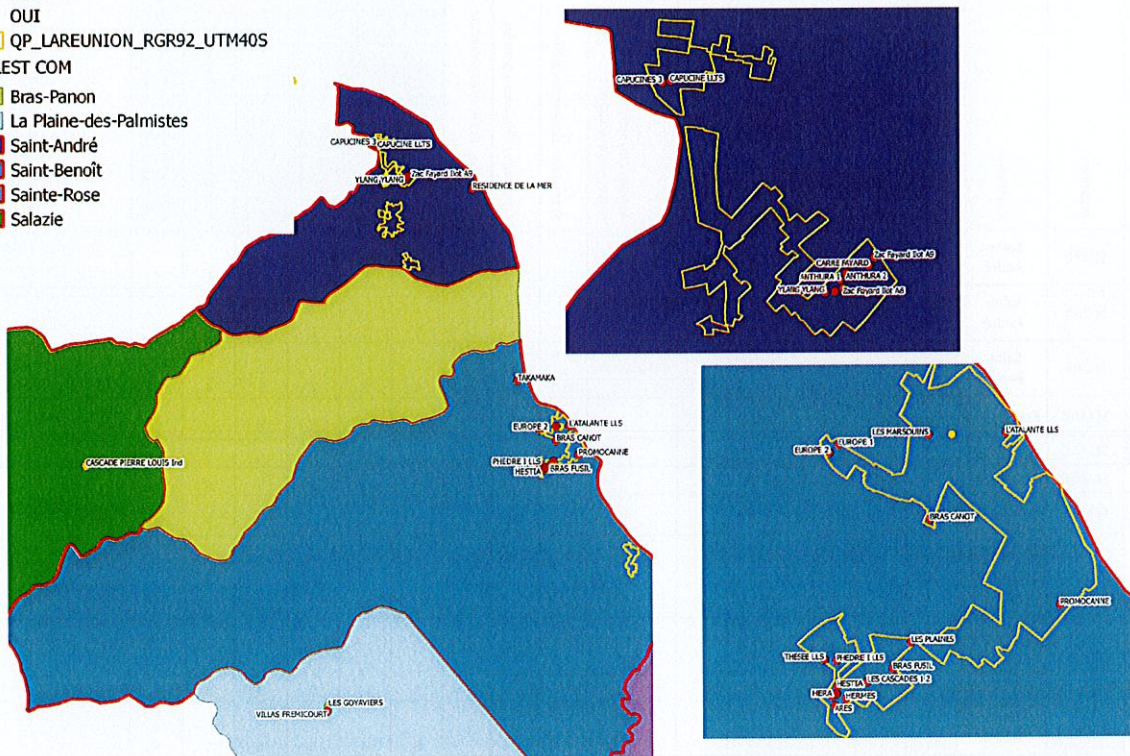 OUI
QP_LAREUNION_RGR92_UTM40S
EST COM
Bras-Panon
La Plaine-des-Palmistes
Saint-André
Saint-Benoît
Sainte-Rose
Salazie
CAPUCINES 3 CAPUCINE LLTS
YLANG YLANG Zac Fayard Ilot A9
RESIDENCE DE LA MER
TAKAMAKA
EUROPE 2 L'ATALANTE LLS
BRAS CANOT
PROMOCANNE
PHEDRE I LLS
HESTIA BRAS FUSIL
CASCADE PIERRE LOUIS Ind
LES GOYAVIERS
VILLAS FREMICOURT
CAPUCINES 3 CAPUCINE LLTS
CARRE FAYARD Zac Fayard Ilot A9
ANTHURA 1 ANTHURA 2
YLANG YLANG Zac Fayard Ilot A6
LES MARSOUINS L'ATALANTE LLS
EUROPE 2 EUROPE 1
BRAS CANOT
PROMOCANNE
LES PLAINES
THESEE LLS PHEDRE I LLS
BRAS FUSIL
HESTIA LES CASCADES 1-2
HERA HERMES
ARES